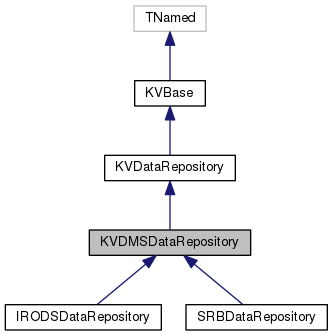 TNamed
KVBase
KVDataRepository
KVDMSDataRepository
IRODSDataRepository
SRBDataRepository